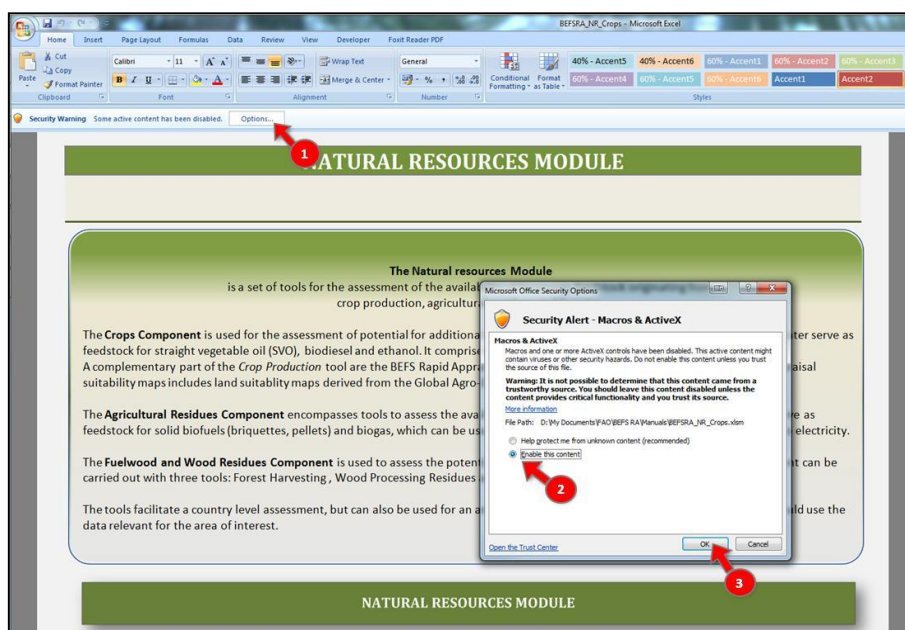 BEFSRA_NR_Crops - Microsoft Excel
Home Insert Page Layout Formulas Data Review View Developer Foxit Reader PDF
Cut
Copy
Format Painter
Paste
Calibri 11
Wrap Text
Merge & Center
General
Conditional Formatting
Format as Table
40% - Accent5 40% - Accent6 60% - Accent1 60% - Accent2 60% - Accent3
60% - Accent4 60% - Accent5 60% - Accent6 Accent1 Accent2
Clipboard Font Alignment Number Styles
Security Warning Some active content has been disabled. Options...
1
NATURAL RESOURCES MODULE
The Natural resources Module
is a set of tools for the assessment of the availab
crop production, agricultura
The Crops Component is used for the assessment of potential for additiona
ter serve as
feedstock for straight vegetable oil (SVO), biodiesel and ethanol. It comprise
A complementary part of the Crop Production tool are the BEFS Rapid Appra
aisal
suitability maps includes land suitablity maps derived from the Global Agro-
The Agricultural Residues Component encompasses tools to assess the ava
ve as
feedstock for solid biofuels (briquettes, pellets) and biogas, which can be us
electricity.
The Fuelwood and Wood Residues Component is used to assess the potent
nt can be
carried out with three tools: Forest Harvesting , Wood Processing Residues
The tools facilitate a country level assessment, but can also be used for an a
ld use the
data relevant for the area of interest.
Microsoft Office Security Options
Security Alert - Macros & ActiveX
Macros & ActiveX
Macros and one or more ActiveX controls have been disabled. This active content might
contain viruses or other security hazards. Do not enable this content unless you trust
the source of this file.
Warning: It is not possible to determine that this content came from a
trustworthy source. You should leave this content disabled unless the
content provides critical functionality and you trust its source.
More information
File Path: D:\My Documents\FAO\BEFS RA\Manuals\BEFSRA_NR_Crops.xlsm
Help protect me from unknown content (recommended)
Enable this content
2
Open the Trust Center
OK
Cancel
3
NATURAL RESOURCES MODULE